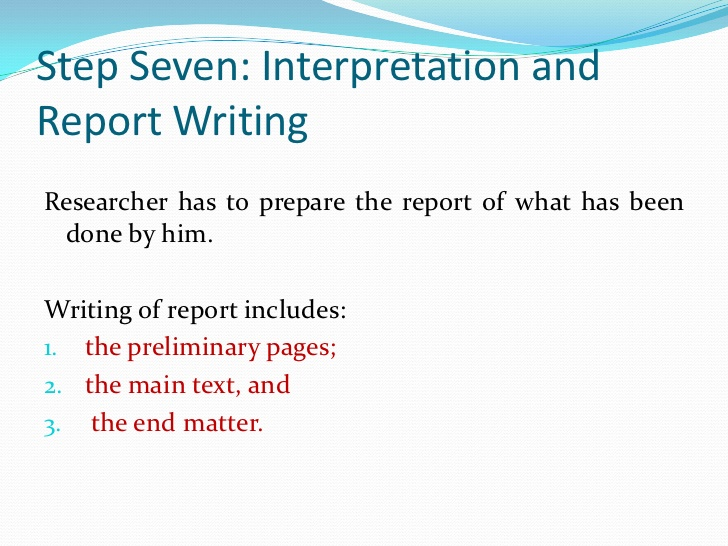 Step Seven: Interpretation and
Report Writing
Researcher has to prepare the report of what has been
done by him.
Writing of report includes:
1. the preliminary pages;
2. the main text, and
3. the end matter.